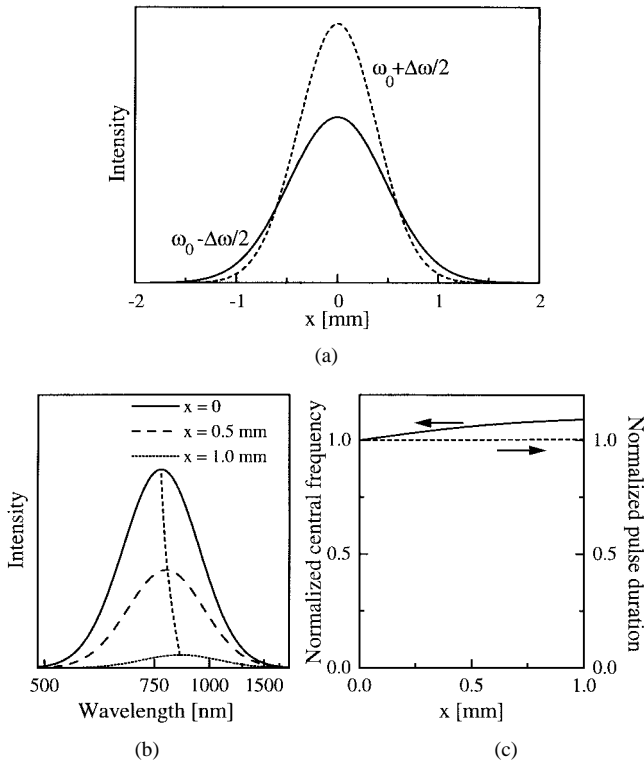 Intensity
ω₀+Δω/2
ω₀-Δω/2
-2 -1 0 1 2
x [mm]
(a)
x = 0
x = 0.5 mm
x = 1.0 mm
Intensity
500 750 1000 1500
Wavelength [nm]
(b)
Normalized central frequency
1.0
0.5
0.0
0.0 0.5 1.0
x [mm]
1.0
0.5
0.0
Normalized pulse duration
(c)